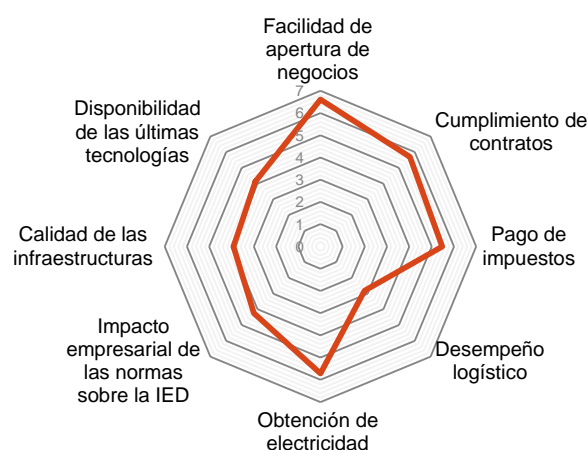 Facilidad de
apertura de
negocios
Disponibilidad
de las últimas
tecnologías
Cumplimiento de
contratos
7
6
5
4
3
2
1
0
Calidad de las
infraestructuras
Pago de
impuestos
Impacto
empresarial de
las normas
sobre la IED
Desempeño
logístico
Obtención de
electricidad